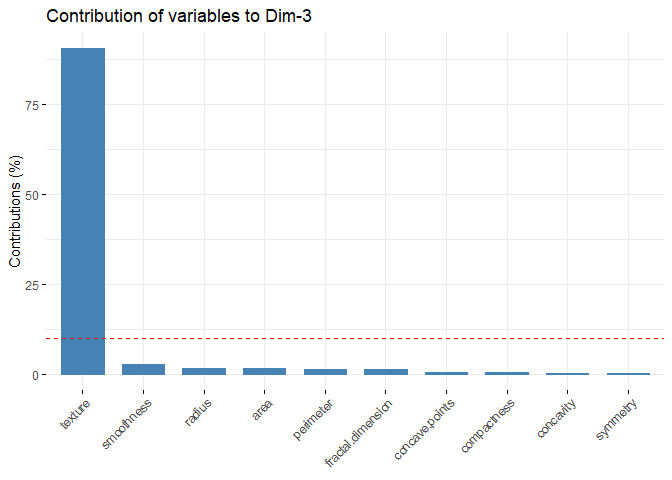 Contribution of variables to Dim-3
Contributions (%)
75
50
25
0
texture
smoothness
radius
area
perimeter
fractal.dimension
concave.points
compactness
concavity
symmetry